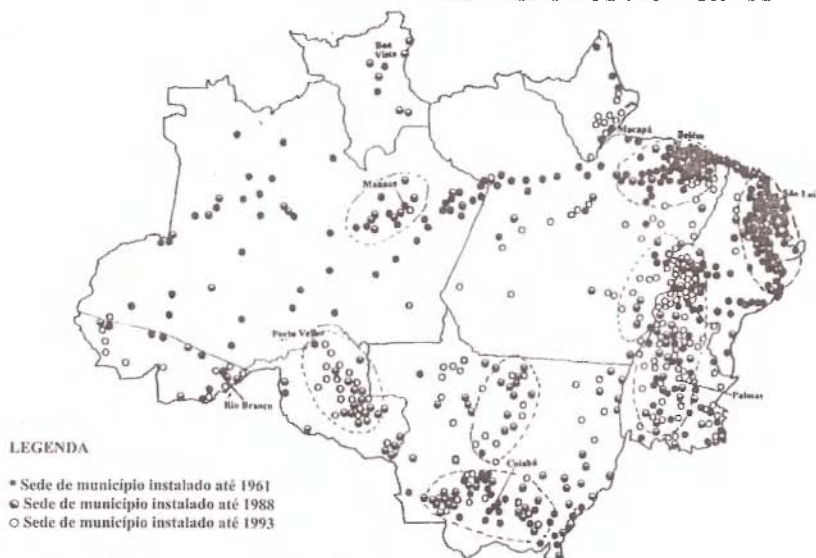 Boa
Vista
Macapá
Belém
São Luí
Manaus
Porto Velho
Rio Branco
Palmas
Cuiabá
LEGENDA
Sede de município instalado até 1961
Sede de município instalado até 1988
Sede de município instalado até 1993